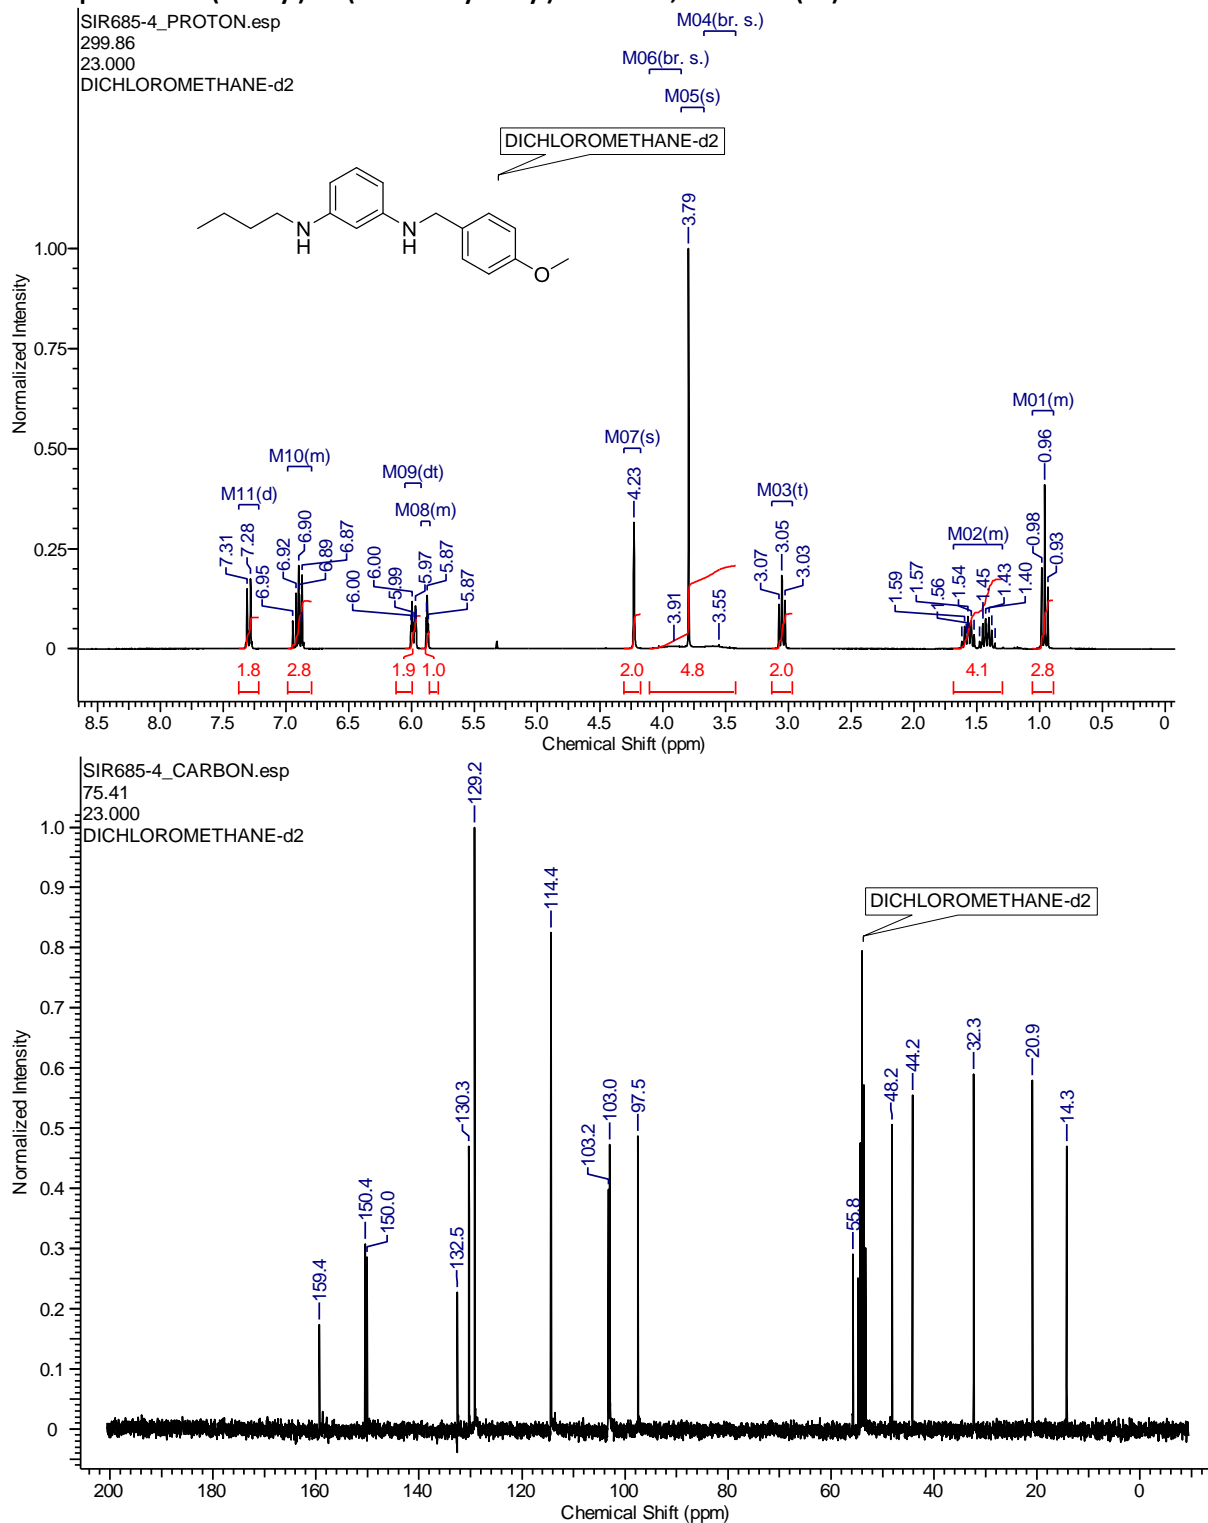 SIR685-4_PROTON.esp
299.86
23.000
DICHLOROMETHANE-d2
M04(br. s.)
M06(br. s.)
M05(s)
DICHLOROMETHANE-d2
N
H
N
H
O
3.79
M07(s)
4.23
M11(d)
7.31
7.28
M10(m)
6.95
6.92
6.90
6.89
6.87
M09(dt)
M08(m)
6.00
6.00
5.99
5.97
5.87
5.87
3.91
3.55
M03(t)
3.07
3.05
3.03
M02(m)
1.59
1.57
1.56
1.54
1.45
1.43
1.40
M01(m)
0.98
0.96
0.93
1.8
2.8
1.9
1.0
2.0
4.8
2.0
4.1
2.8
Normalized Intensity
1.00
0.75
0.50
0.25
0
8.5 8.0 7.5 7.0 6.5 6.0 5.5 5.0 4.5 4.0 3.5 3.0 2.5 2.0 1.5 1.0 0.5 0
Chemical Shift (ppm)
SIR685-4_CARBON.esp
75.41
23.000
DICHLOROMETHANE-d2
DICHLOROMETHANE-d2
159.4
150.4
150.0
132.5
130.3
129.2
114.4
103.2
103.0
97.5
55.8
48.2
44.2
32.3
20.9
14.3
Normalized Intensity
1.0
0.9
0.8
0.7
0.6
0.5
0.4
0.3
0.2
0.1
0
200 180 160 140 120 100 80 60 40 20 0
Chemical Shift (ppm)